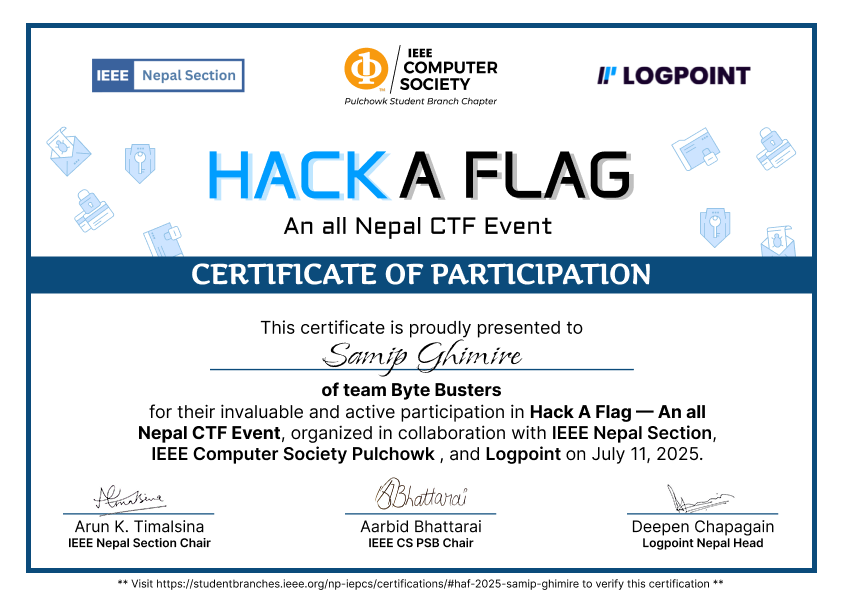 IEEE Nepal Section
IEEE
COMPUTER
SOCIETY
TM
Pulchowk Student Branch Chapter
LOGPOINT
HACK A FLAG
An all Nepal CTF Event
CERTIFICATE OF PARTICIPATION
This certificate is proudly presented to
Samip Ghimire
of team Byte Busters
for their invaluable and active participation in Hack A Flag — An all
Nepal CTF Event, organized in collaboration with IEEE Nepal Section,
IEEE Computer Society Pulchowk , and Logpoint on July 11, 2025.
ABhattarai
Arun K. Timalsina
IEEE Nepal Section Chair
Aarbid Bhattarai
IEEE CS PSB Chair
Deepen Chapagain
Logpoint Nepal Head
** Visit https://studentbranches.ieee.org/np-iepcs/certifications/#haf-2025-samip-ghimire to verify this certification **